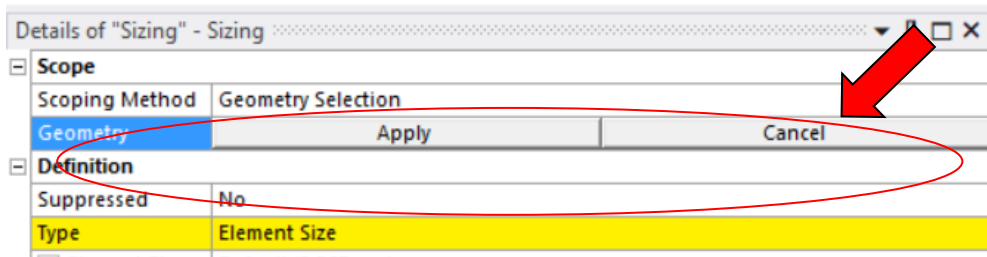 Details of "Sizing" - Sizing
Scope
Scoping Method Geometry Selection
Geometry Apply Cancel
Definition
Suppressed No
Type Element Size